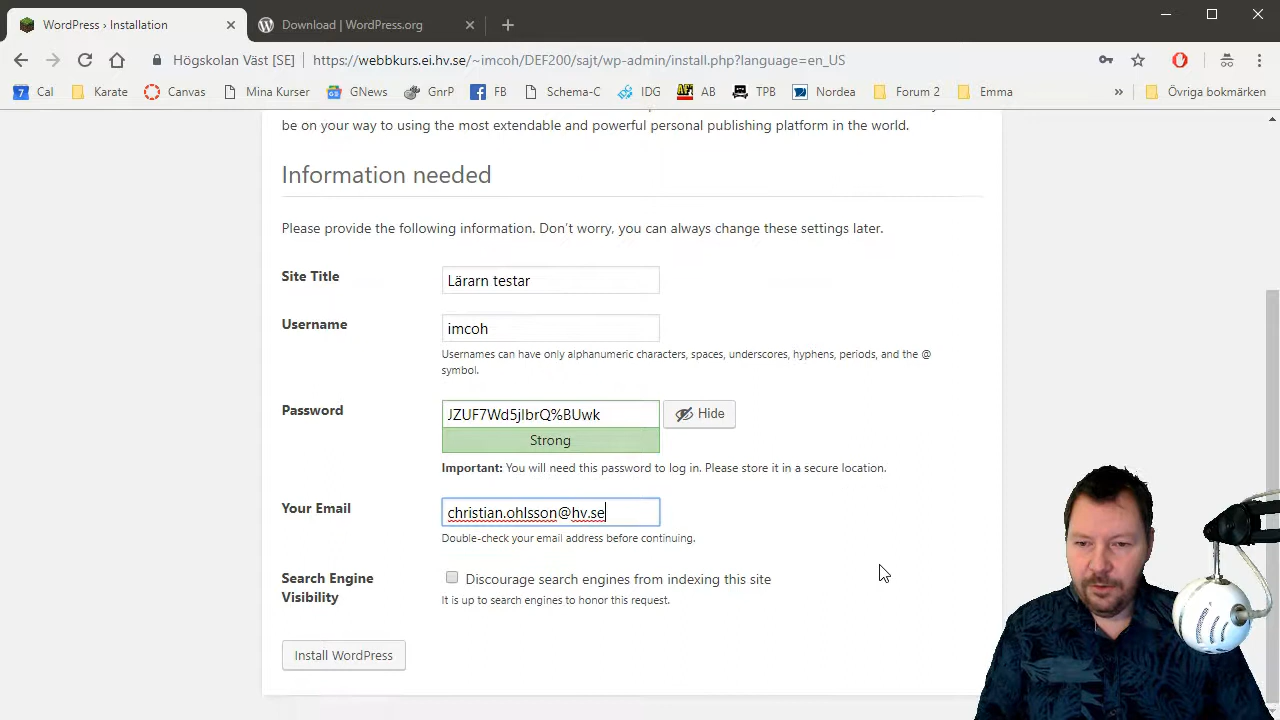 WordPress › Installation
Download | WordPress.org
Högskolan Väst [SE]
https://webbkurs.ei.hv.se/~imcoh/DEF200/sajt/wp-admin/install.php?language=en_US
7 Cal
Karate
Canvas
Mina Kurser
GNews
GnrP
FB
Schema-C
IDG
AF AB
TPB
Nordea
Forum 2
Emma
»
Övriga bokmärken
be on your way to using the most extendable and powerful personal publishing platform in the world.
Information needed
Please provide the following information. Don’t worry, you can always change these settings later.
Site Title
Lärarn testar
Username
imcoh
Usernames can have only alphanumeric characters, spaces, underscores, hyphens, periods, and the @
symbol.
Password
Hide
Strong
Important: You will need this password to log in. Please store it in a secure location.
Your Email
christian.ohlsson@hv.se
Double-check your email address before continuing.
Search Engine
Visibility
Discourage search engines from indexing this site
It is up to search engines to honor this request.
Install WordPress